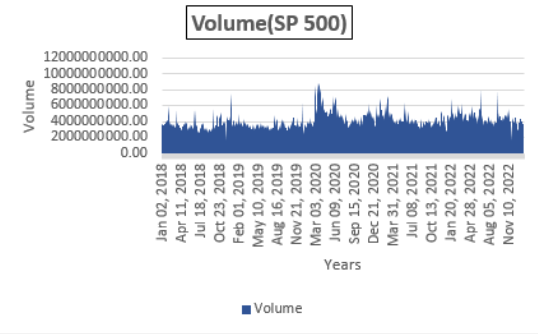 Volume(SP 500)
12000000000.00
10000000000.00
8000000000.00
6000000000.00
4000000000.00
2000000000.00
0.00
Volume
Jan 02, 2018
Apr 11, 2018
Jul 18, 2018
Oct 23, 2018
Feb 01, 2019
May 10, 2019
Aug 16, 2019
Nov 21, 2019
Mar 03, 2020
Jun 09, 2020
Sep 15, 2020
Dec 21, 2020
Mar 31, 2021
Jul 08, 2021
Oct 13, 2021
Jan 20, 2022
Apr 28, 2022
Aug 05, 2022
Nov 10, 2022
Years
Volume